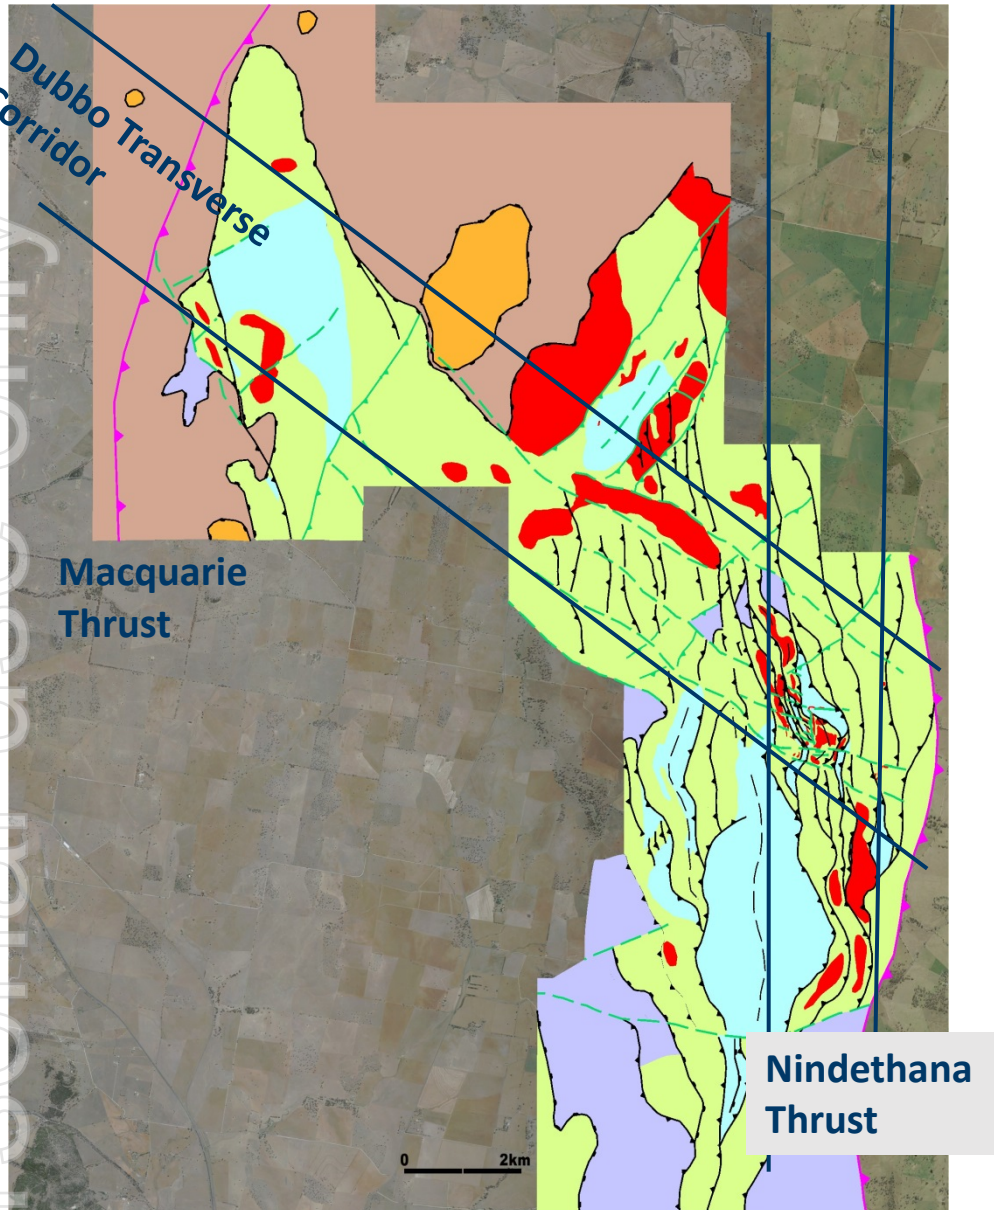 Dubbo Transverse
Corridor
Macquarie
Thrust
0 2km
Nindethana
Thrust